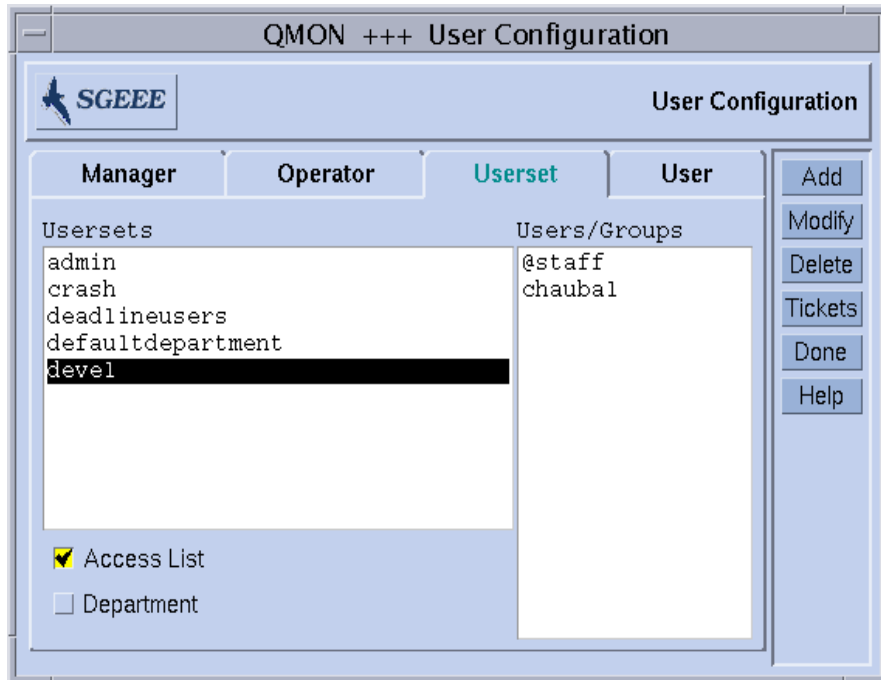 QMON +++ User Configuration
SGEEE
User Configuration
Manager
Operator
Userset
User
Usersets
admin
crash
deadlineusers
defaultdepartment
devel
Access List
Department
Users/Groups
@staff
chaubal
Add
Modify
Delete
Tickets
Done
Help